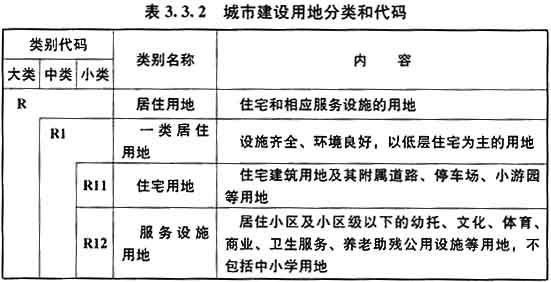 表 3.3.2 城市建设用地分类和代码
类别代码 类别名称 内 容
大类 中类 小类
R 居住用地 住宅和相应服务设施的用地
R1 一类居住
用地 设施齐全、环境良好，以低层住宅为主的用地
R11 住宅用地 住宅建筑用地及其附属道路、停车场、小游园
等用地
R12 服务设施
用地 居住小区及小区级以下的幼托、文化、体育、
商业、卫生服务、养老助残公用设施等用地，不
包括中小学用地